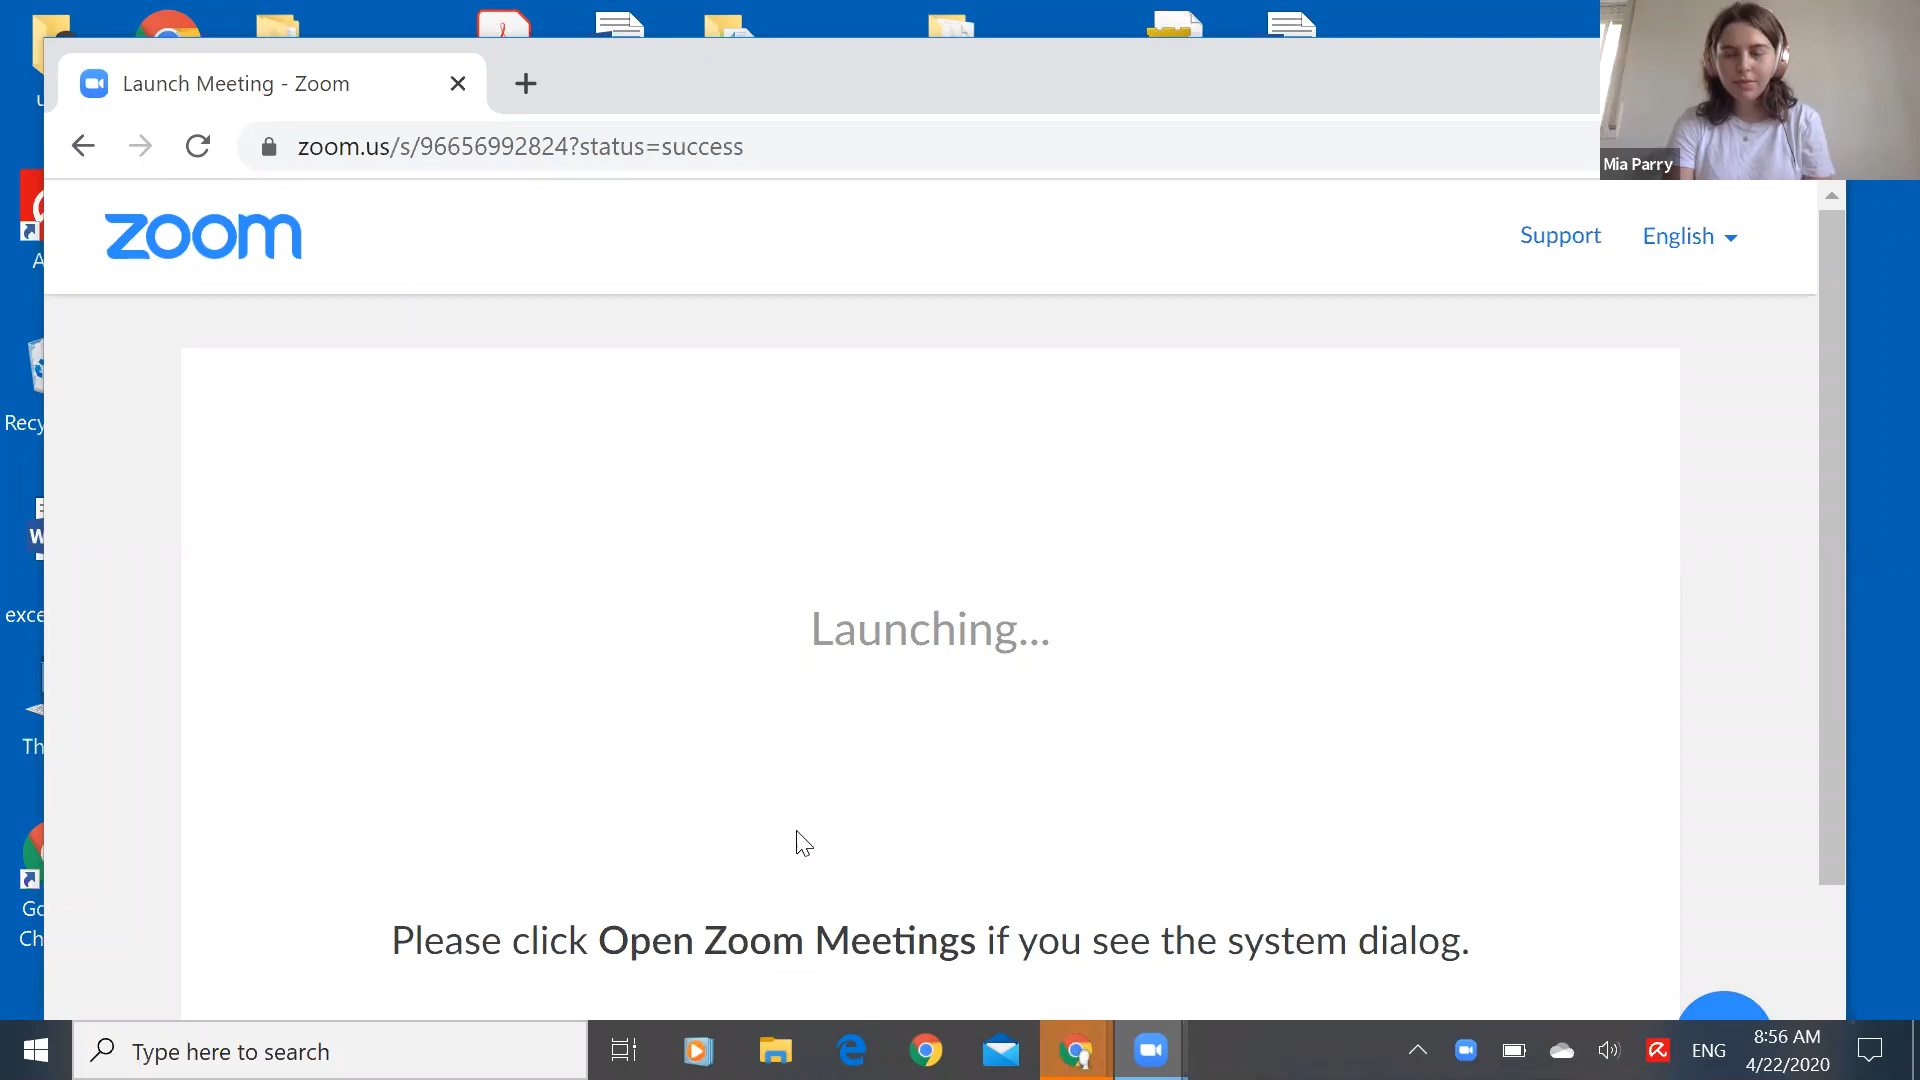 Launch Meeting - Zoom
zoom.us/s/96656992824?status=success
Mia Parry
zoom
Support
English
Launching...
Please click Open Zoom Meetings if you see the system dialog.
Recy
W
exce
Th
Go
Ch
Type here to search
ENG
8:56 AM
4/22/2020